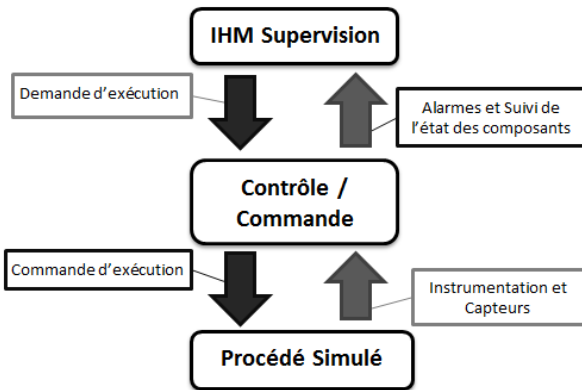 IHM Supervision
Demande d'exécution
Alarmes et Suivi de
l'état des composants
Contrôle /
Commande
Commande d'exécution
Instrumentation et
Capteurs
Procédé Simulé